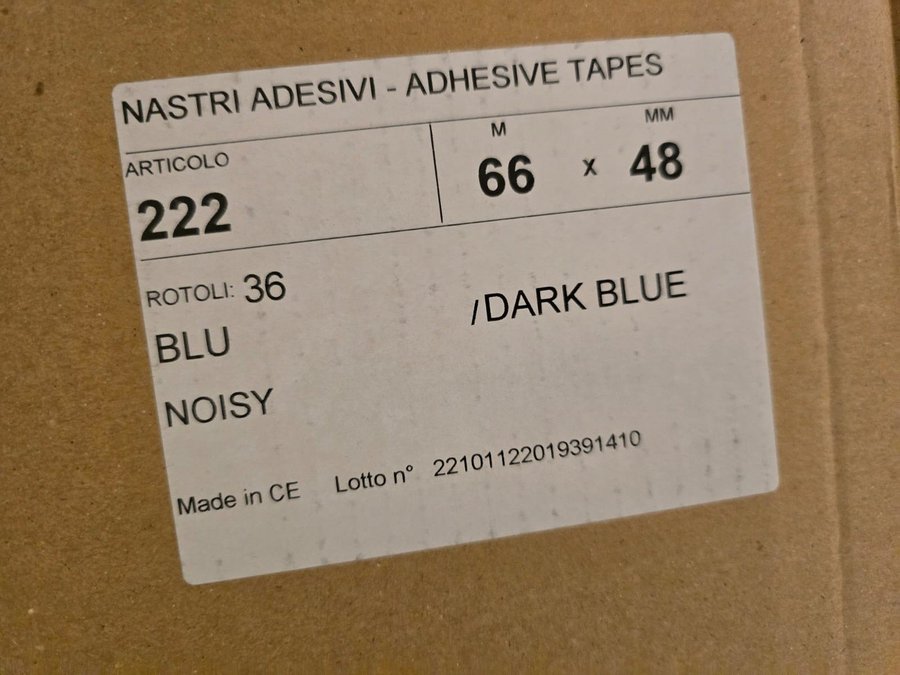 NASTRI ADESIVI - ADHESIVE TAPES
ARTICOLO
222
M MM
66 x 48
ROTOLI: 36
BLU /DARK BLUE
NOISY
Made in CE Lotto n° 22101122019391410